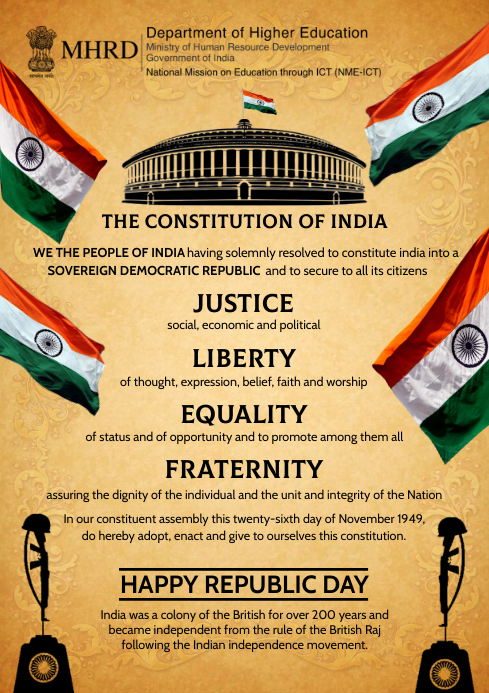 MHRD
Department of Higher Education
Ministry of Human Resource Development
Government of India
National Mission on Education through ICT (NME-ICT)
THE CONSTITUTION OF INDIA
WE THE PEOPLE OF INDIA having solemnly resolved to constitute india into a
SOVEREIGN DEMOCRATIC REPUBLIC and to secure to all its citizens
JUSTICE
social, economic and political
LIBERTY
of thought, expression, belief, faith and worship
EQUALITY
of status and of opportunity and to promote among them all
FRATERNITY
assuring the dignity of the individual and the unit and integrity of the Nation
In our constituent assembly this twenty-sixth day of November 1949,
do hereby adopt, enact and give to ourselves this constitution.
HAPPY REPUBLIC DAY
India was a colony of the British for over 200 years and
became independent from the rule of the British Raj
following the Indian independence movement.